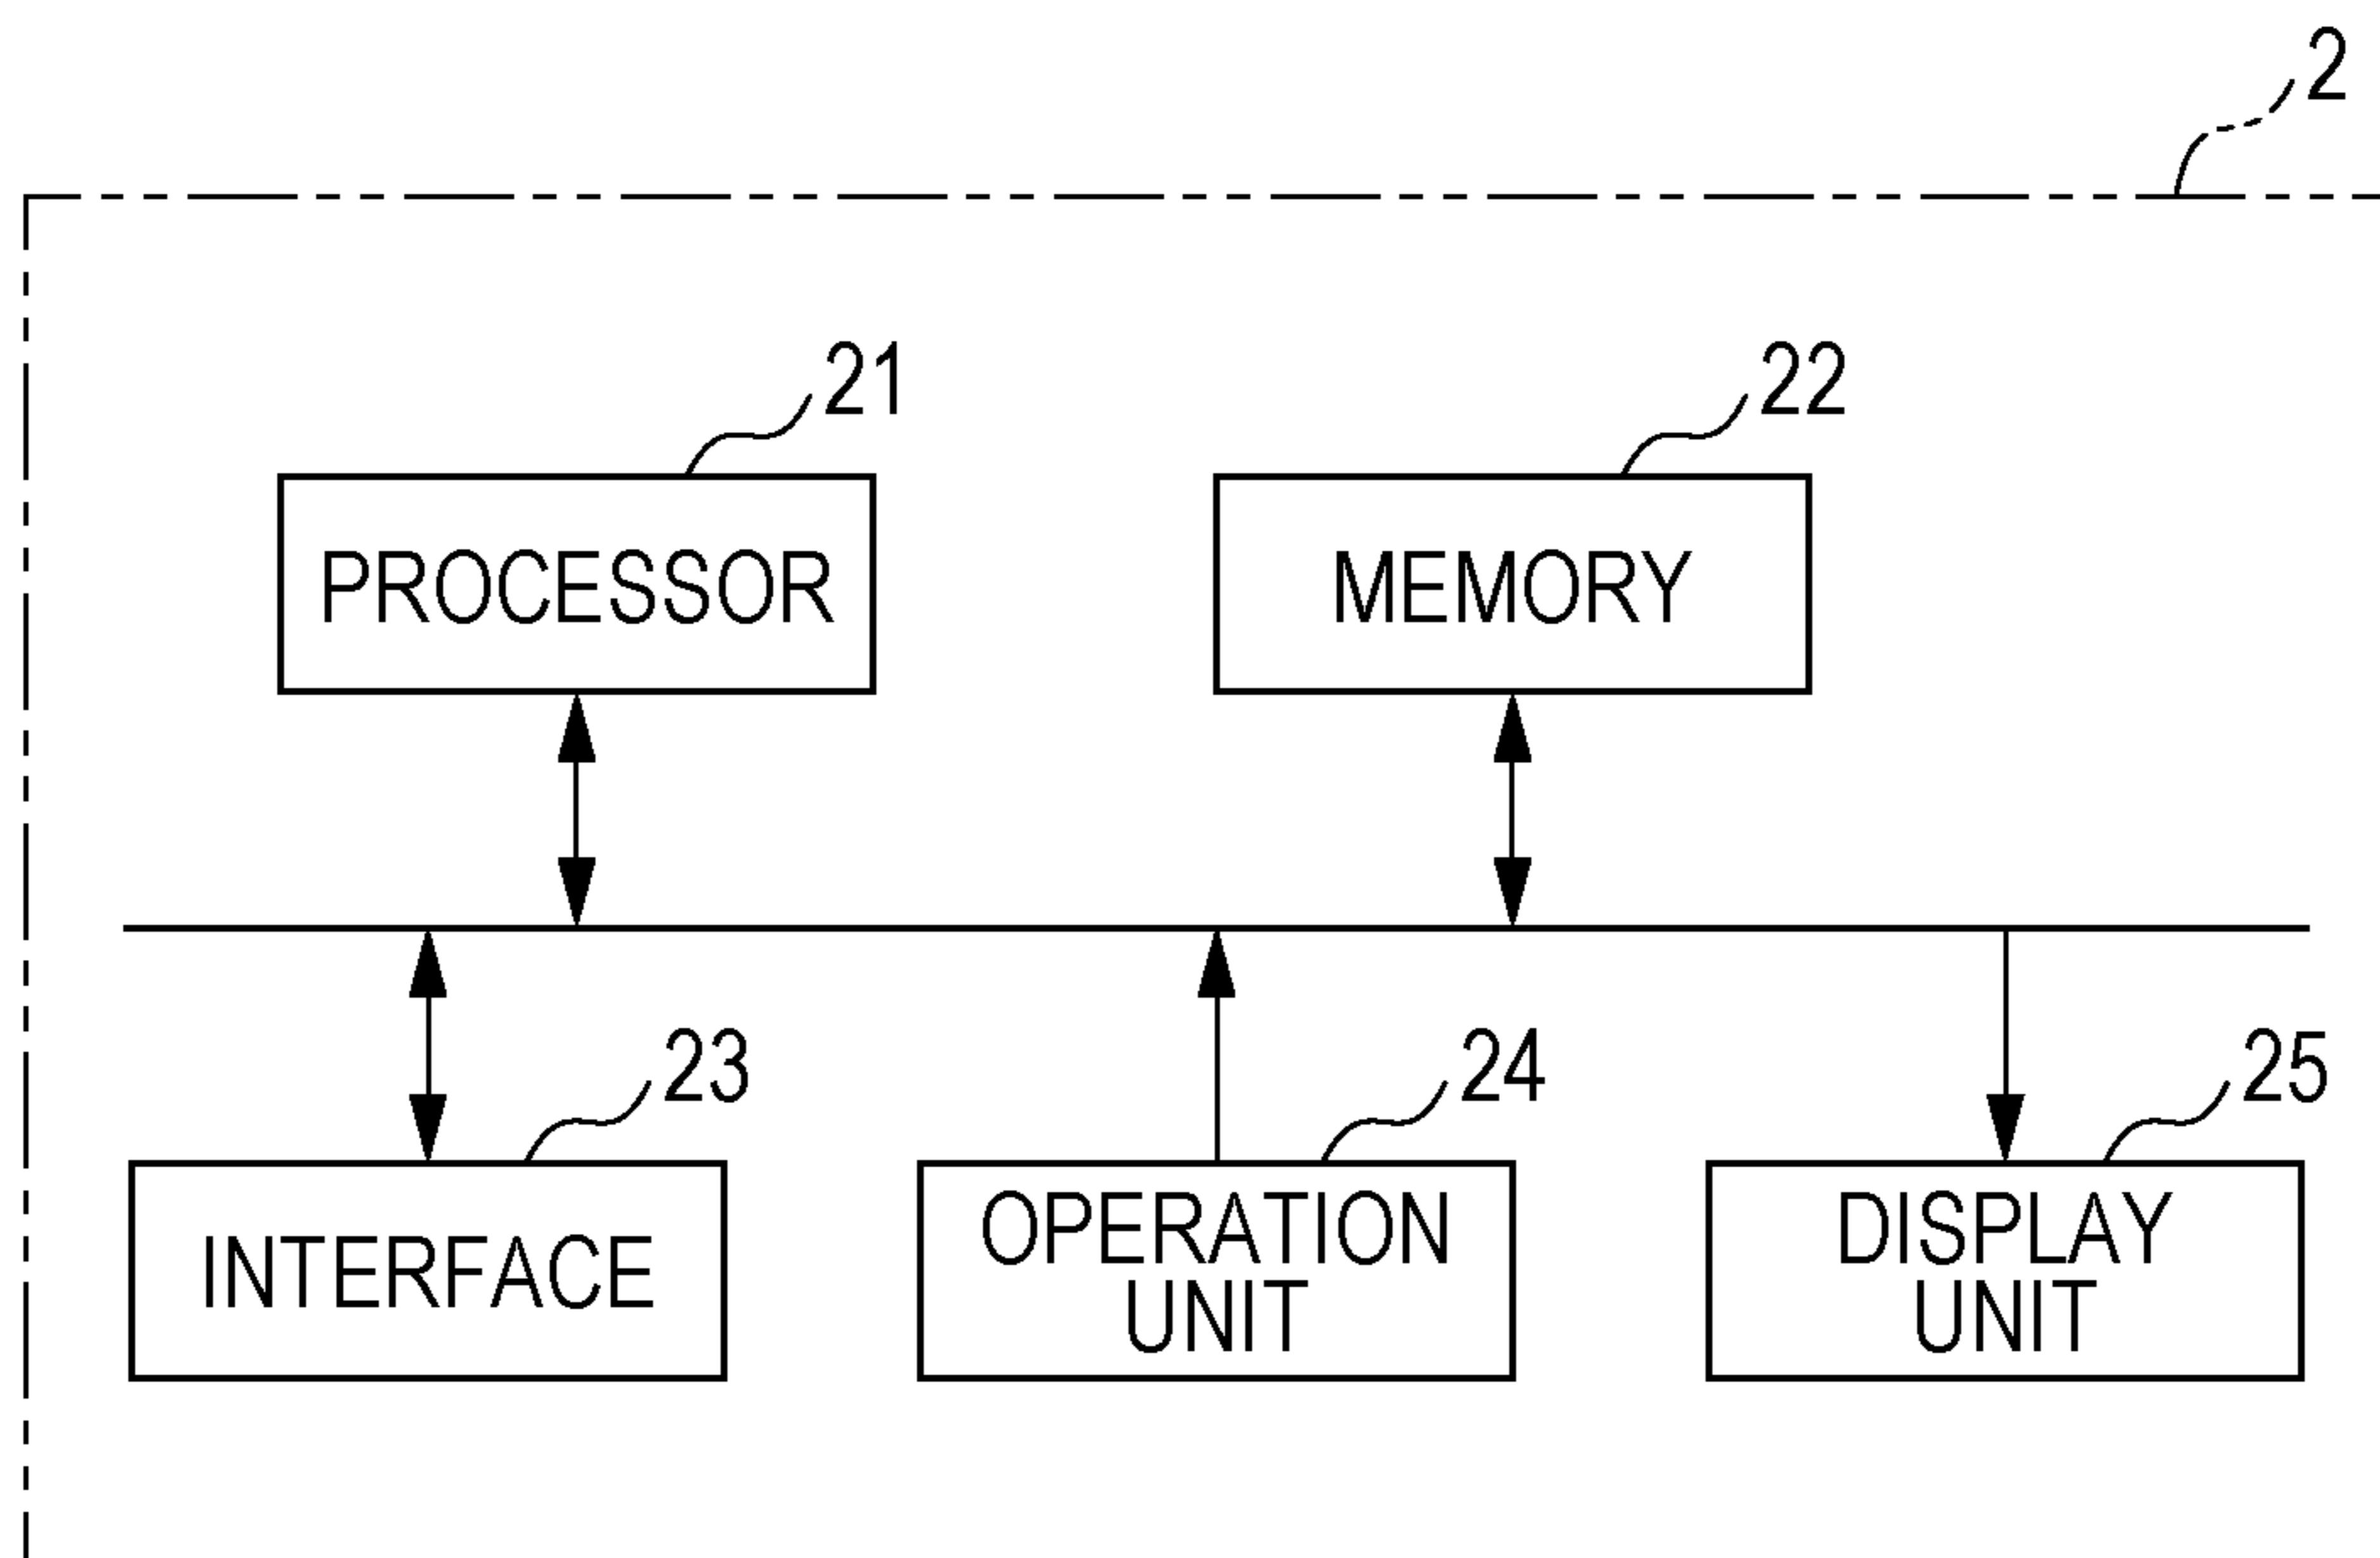 2
21
22
PROCESSOR
MEMORY
23
24
25
INTERFACE
OPERATION
UNIT
DISPLAY
UNIT